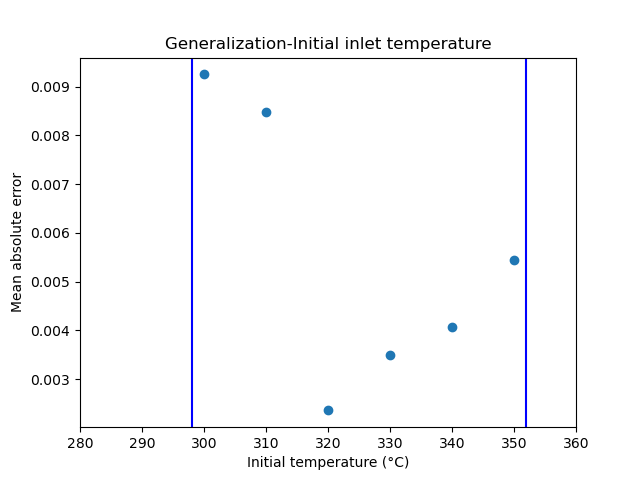 Generalization-Initial inlet temperature
0.009
0.008
0.007
0.006
0.005
0.004
0.003
Mean absolute error
280 290 300 310 320 330 340 350 360
Initial temperature (°C)